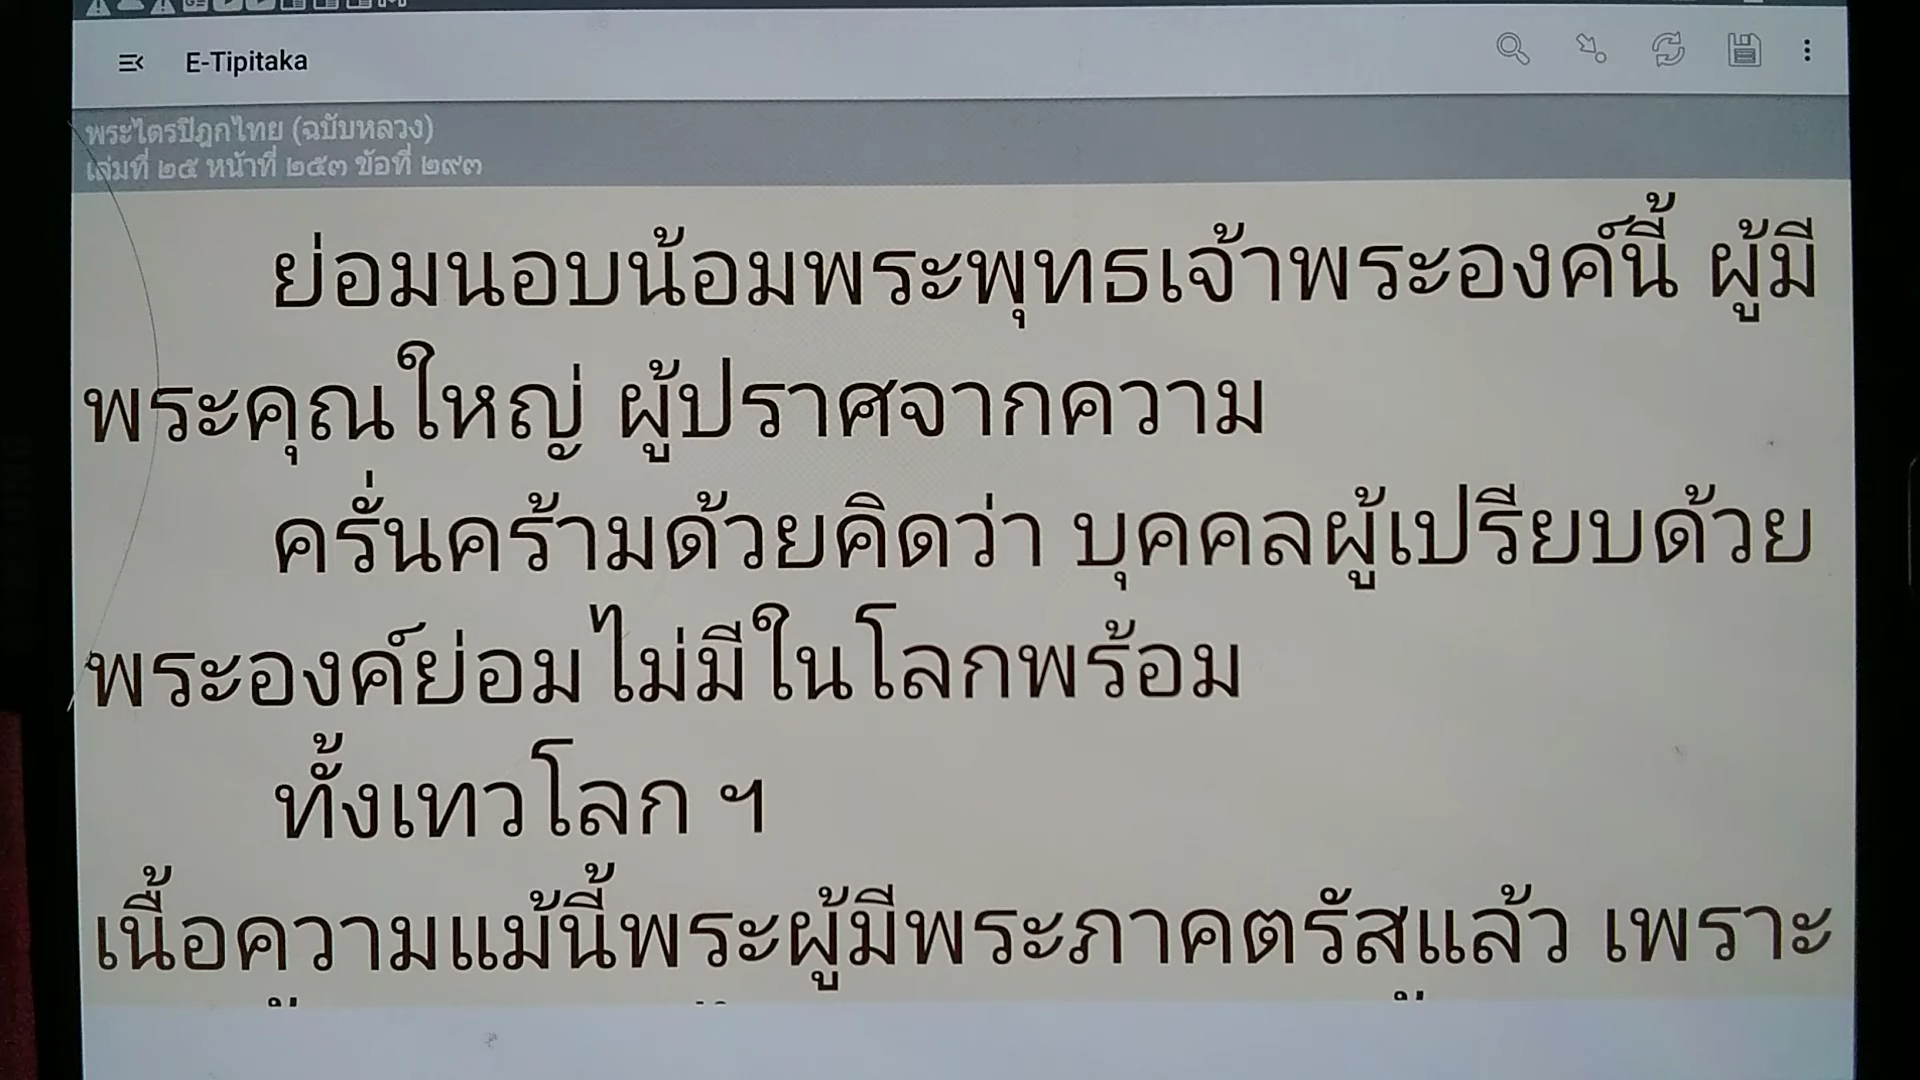 E-Tipitaka
พระไตรปิฎกไทย (ฉบับหลวง)
เล่มที่ ๒๕ หน้าที่ ๒๕๓ ข้อที่ ๒๙๓
ย่อมนอบน้อมพระพุทธเจ้าพระองค์นี้ ผู้มี
พระคุณใหญ่ ผู้ปราศจากความ
ครั่นคร้ามด้วยคิดว่า บุคคลผู้เปรียบด้วย
พระองค์ย่อมไม่มีในโลกพร้อม
ทั้งเทวโลก ฯ
เนื้อความแม้นี้พระผู้มีพระภาคตรัสแล้ว เพราะ